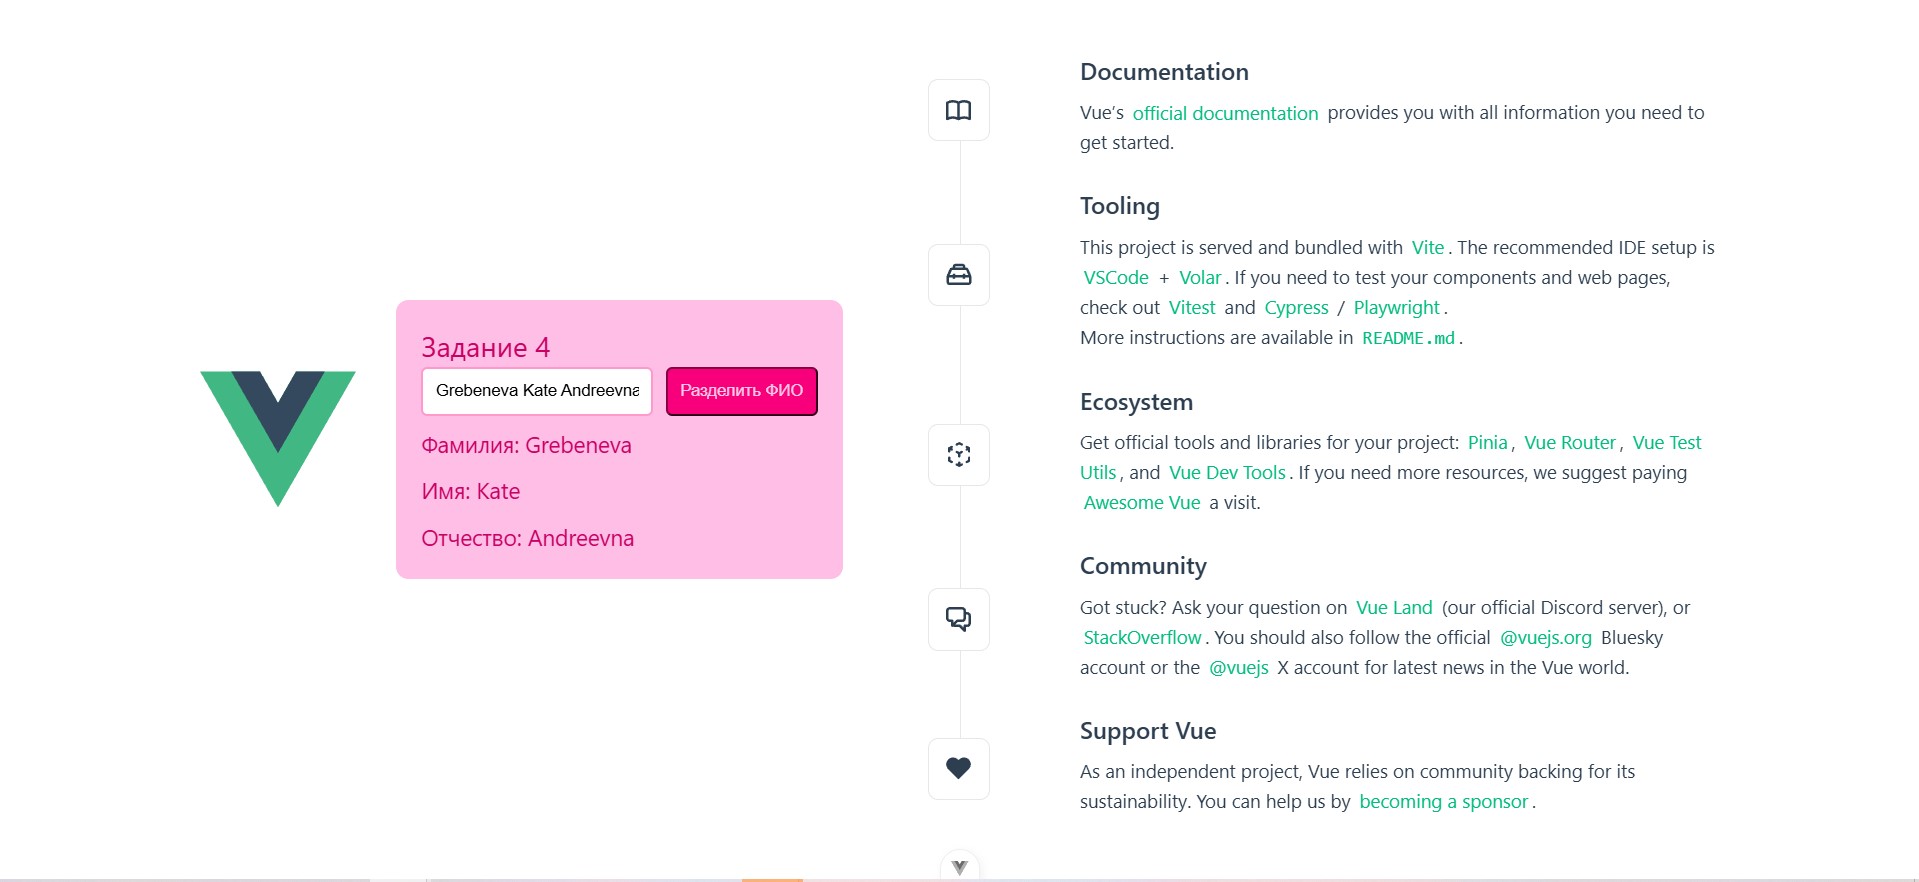 Задание 4
Grebeneva Kate Andreevna
Разделить ФИО
Фамилия: Grebeneva
Имя: Kate
Отчество: Andreevna
Documentation
Vue’s official documentation provides you with all information you need to
get started.
Tooling
This project is served and bundled with Vite. The recommended IDE setup is
VSCode + Volar. If you need to test your components and web pages,
check out Vitest and Cypress / Playwright.
More instructions are available in README.md.
Ecosystem
Get official tools and libraries for your project: Pinia, Vue Router, Vue Test
Utils, and Vue Dev Tools. If you need more resources, we suggest paying
Awesome Vue a visit.
Community
Got stuck? Ask your question on Vue Land (our official Discord server), or
StackOverflow. You should also follow the official @vuejs.org Bluesky
account or the @vuejs X account for latest news in the Vue world.
Support Vue
As an independent project, Vue relies on community backing for its
sustainability. You can help us by becoming a sponsor.